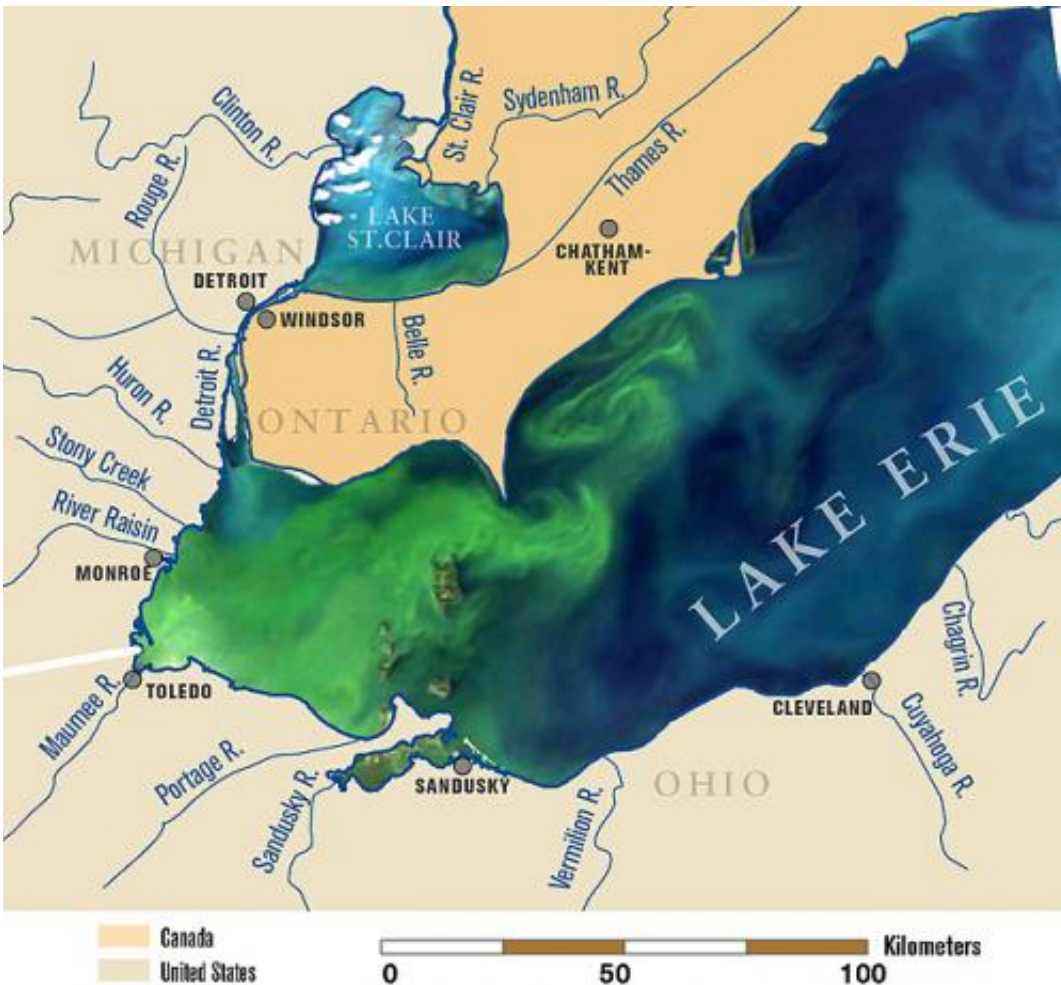 Clinton R.
St. Clair R.
Sydenham R.
Rouge R.
Thames R.
LAKE
ST.CLAIR
MICHIGAN
CHATHAM-
KENT
DETROIT
WINDSOR
Belle R.
Detroit R.
Huron R.
ONTARIO
Stony Creek
River Raisin
MONROE
LAKE ERIE
Chagrin R.
TOLEDO
Maumee R.
CLEVELAND
Cuyahoga R.
Portage R.
Sandusky R.
SANDUSKY
OHIO
Vermilion R.
Canada
United States
Kilometers
0 50 100